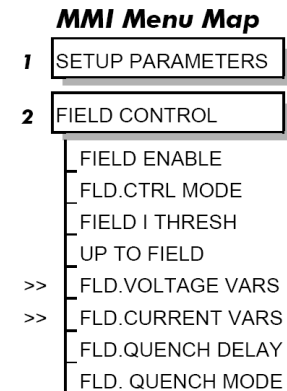 MMI Menu Map
1 SETUP PARAMETERS
2 FIELD CONTROL
FIELD ENABLE
FLD.CTRL MODE
FIELD I THRESH
UP TO FIELD
>> FLD.VOLTAGE VARS
>> FLD.CURRENT VARS
FLD.QUENCH DELAY
FLD. QUENCH MODE